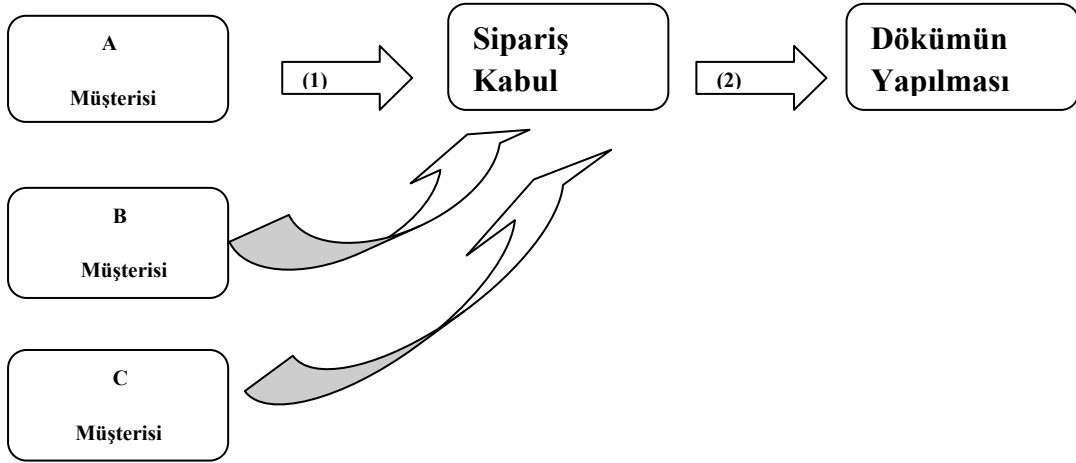 A
Müşterisi
(1)
Sipariş
Kabul
(2)
Dökümün
Yapılması
B
Müşterisi
C
Müşterisi